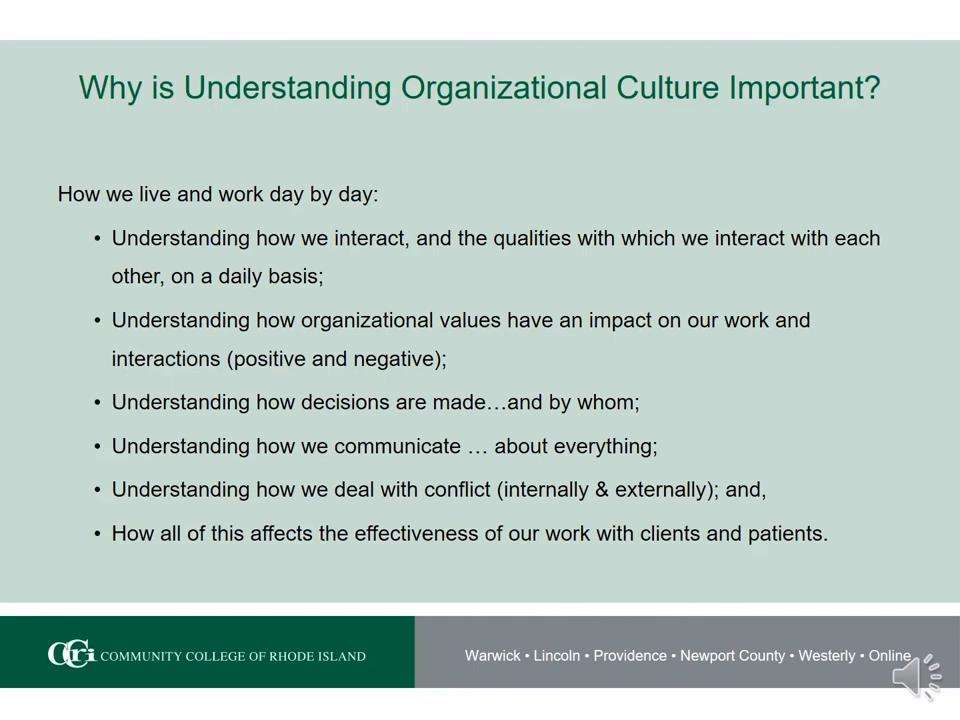 Why is Understanding Organizational Culture Important?
How we live and work day by day:
• Understanding how we interact, and the qualities with which we interact with each
other, on a daily basis;
• Understanding how organizational values have an impact on our work and
interactions (positive and negative);
• Understanding how decisions are made…and by whom;
• Understanding how we communicate … about everything;
• Understanding how we deal with conflict (internally & externally); and,
• How all of this affects the effectiveness of our work with clients and patients.
CCRI COMMUNITY COLLEGE OF RHODE ISLAND
Warwick • Lincoln • Providence • Newport County • Westerly • Online